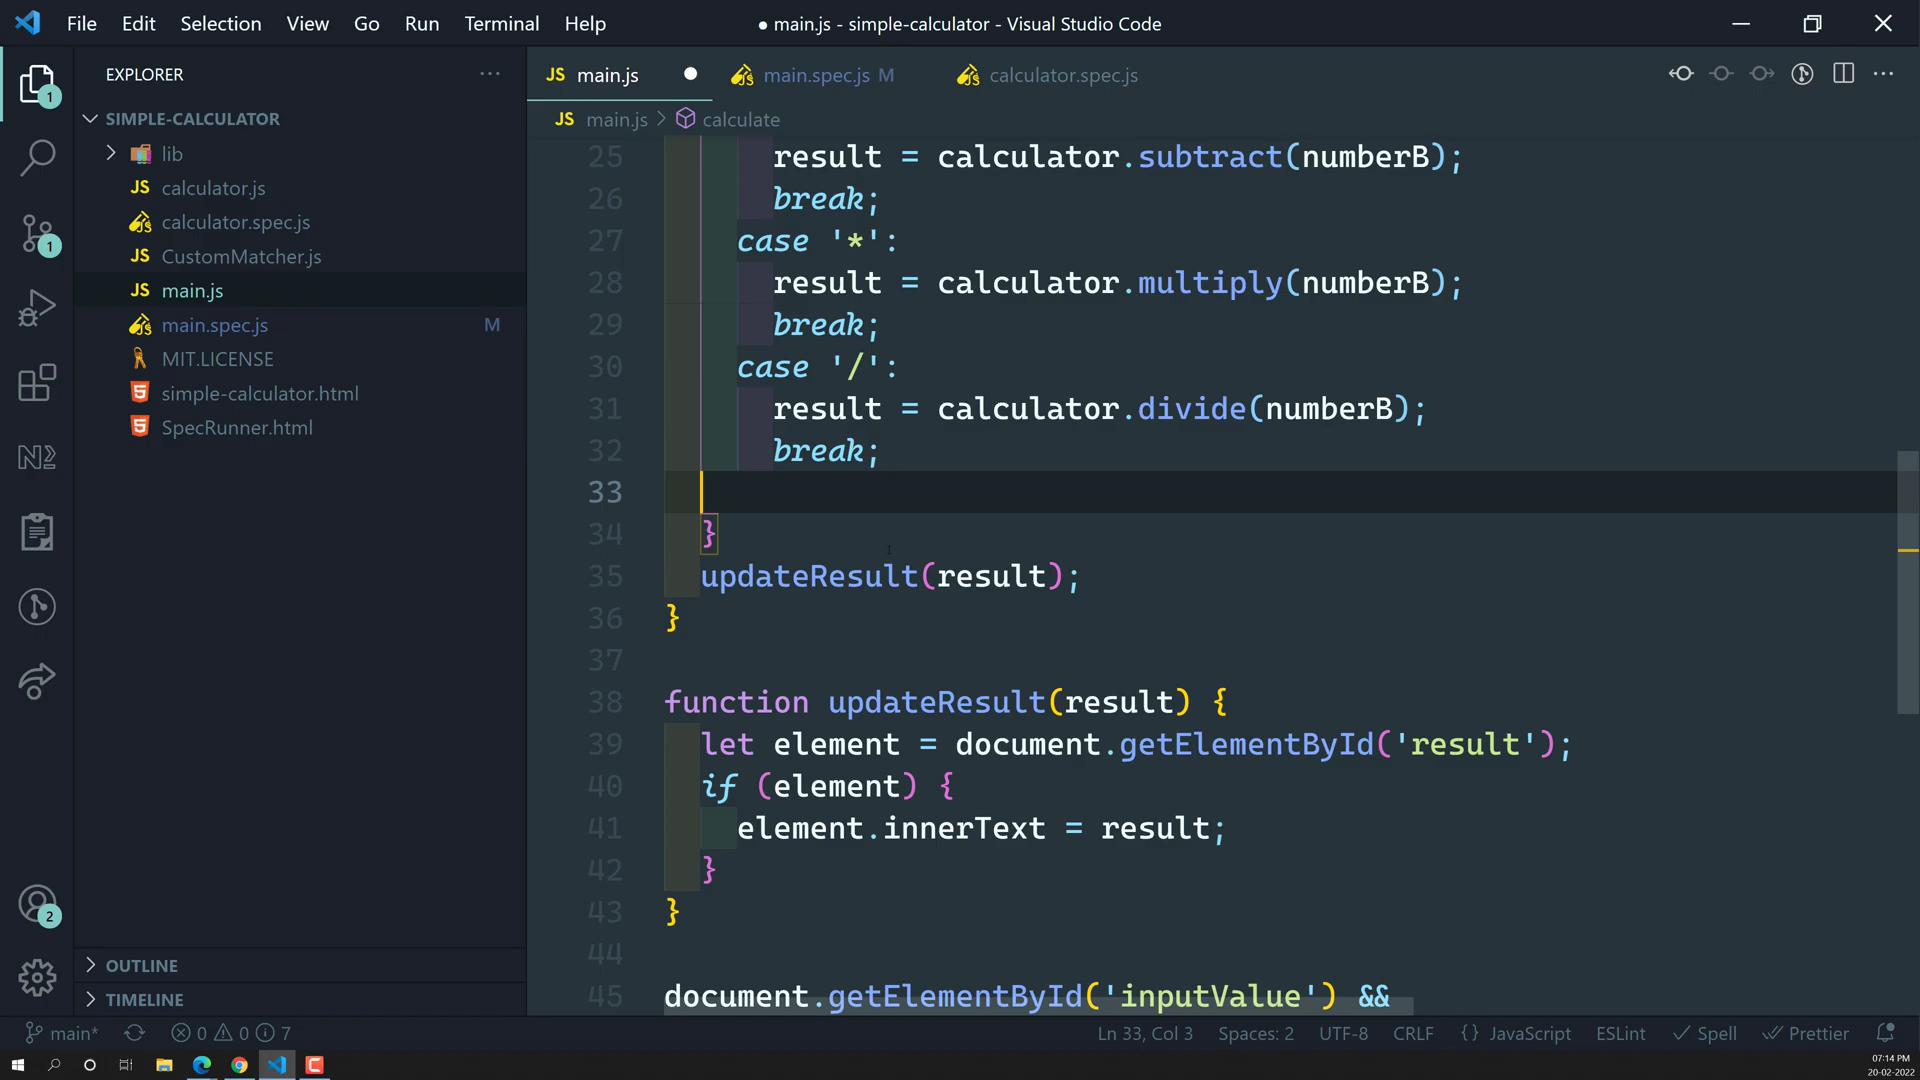 File Edit Selection View Go Run Terminal Help
● main.js - simple-calculator - Visual Studio Code
EXPLORER
SIMPLE-CALCULATOR
lib
JS calculator.js
calculator.spec.js
JS CustomMatcher.js
JS main.js
main.spec.js M
MIT.LICENSE
simple-calculator.html
SpecRunner.html
OUTLINE
TIMELINE
1
1
2
JS main.js
main.spec.js M
calculator.spec.js
JS main.js > calculate
25 result = calculator.subtract(numberB);
26 break;
27 case '*':
28 result = calculator.multiply(numberB);
29 break;
30 case '/':
31 result = calculator.divide(numberB);
32 break;
33
34 }
35 updateResult(result);
36 }
37
38 function updateResult(result) {
39 let element = document.getElementById('result');
40 if (element) {
41 element.innerText = result;
42 }
43 }
44
45 document.getElementById('inputValue') &&
main* 0 0 7
Ln 33, Col 3 Spaces: 2 UTF-8 CRLF {} JavaScript ESLint Spell Prettier
07:14 PM
20-02-2022